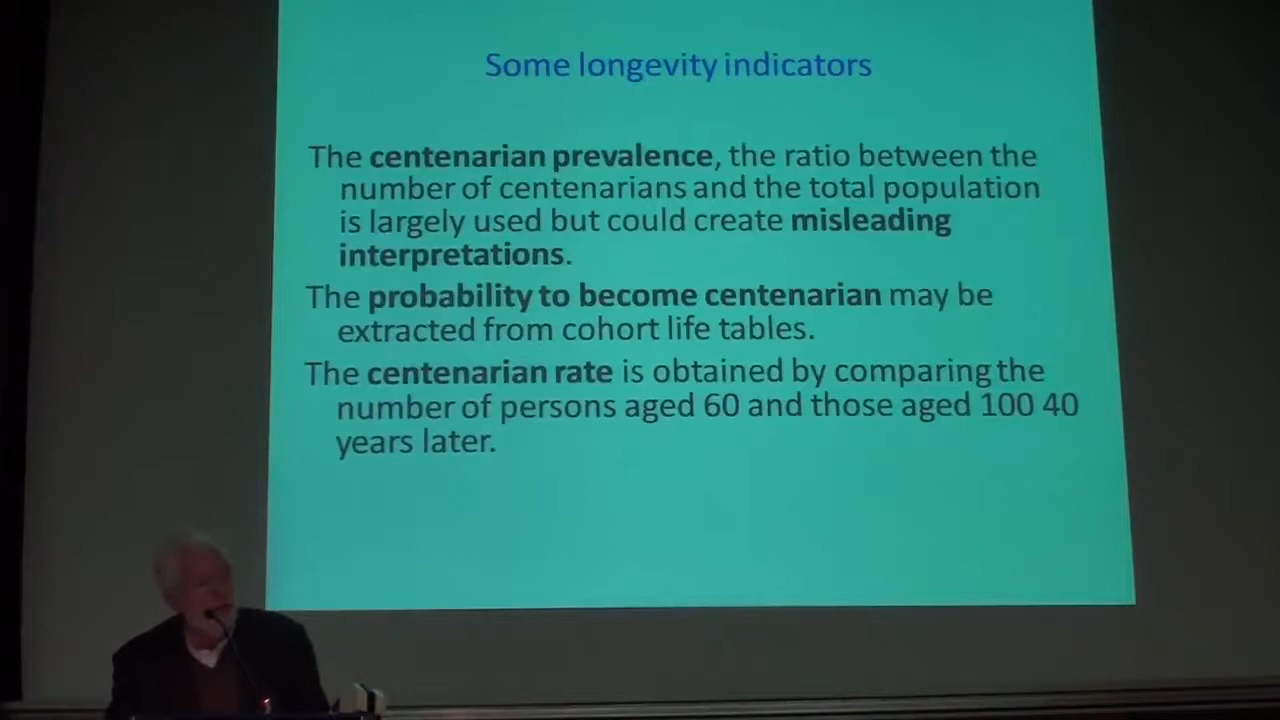 Some longevity indicators
The centenarian prevalence, the ratio between the
number of centenarians and the total population
is largely used but could create misleading
interpretations.
The probability to become centenarian may be
extracted from cohort life tables.
The centenarian rate is obtained by comparing the
number of persons aged 60 and those aged 100 40
years later.